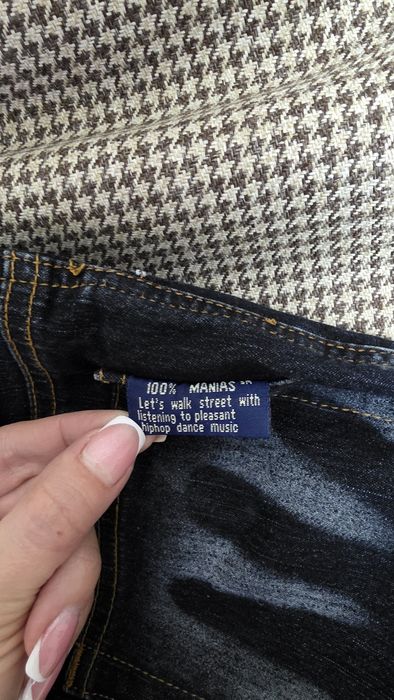 100% MANIAS
Let's walk street with
listening to pleasant
hiphop dance music